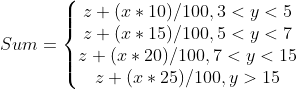 z + (x * 10)/100, 3 < y < 5
z + (x * 15)/100, 5 < y < 7
Sum = { z + (x * 20)/100, 7 < y < 15
z + (x * 25)/100, y > 15